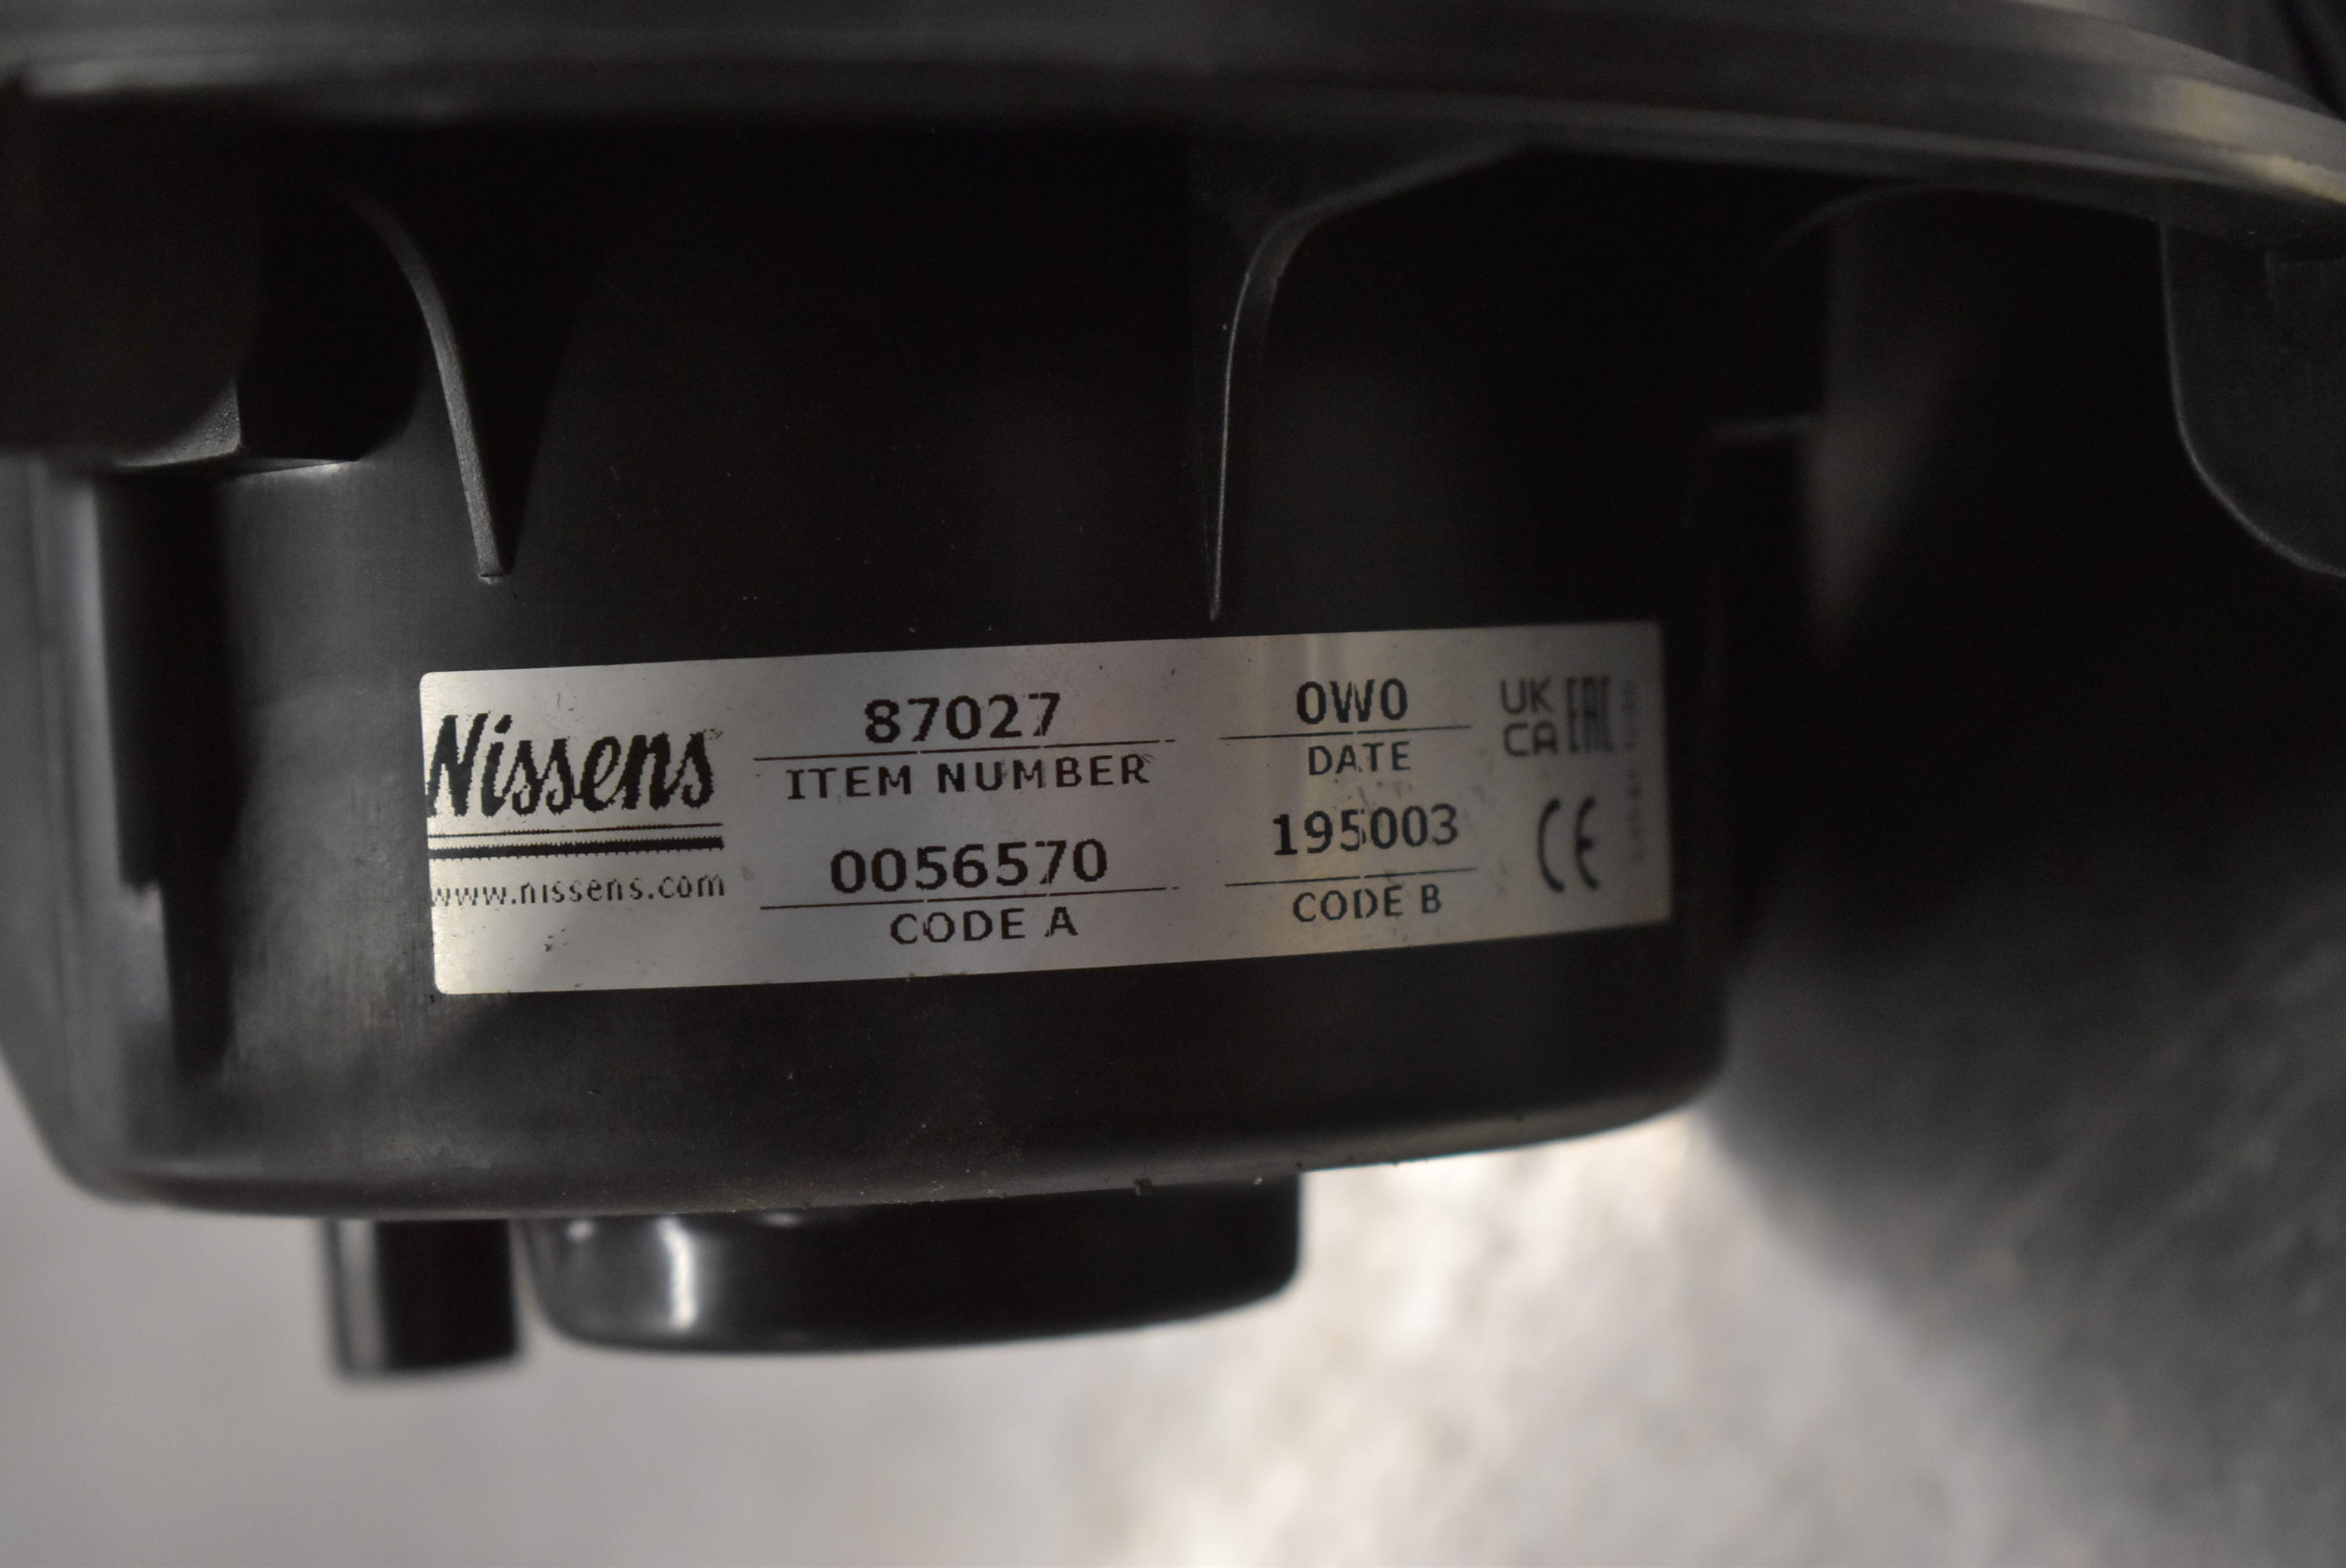 Nissens
www.nissens.com
87027
ITEM NUMBER
0056570
CODE A
0W0
DATE
195003
CODE B
UK
CA
EAC
CE